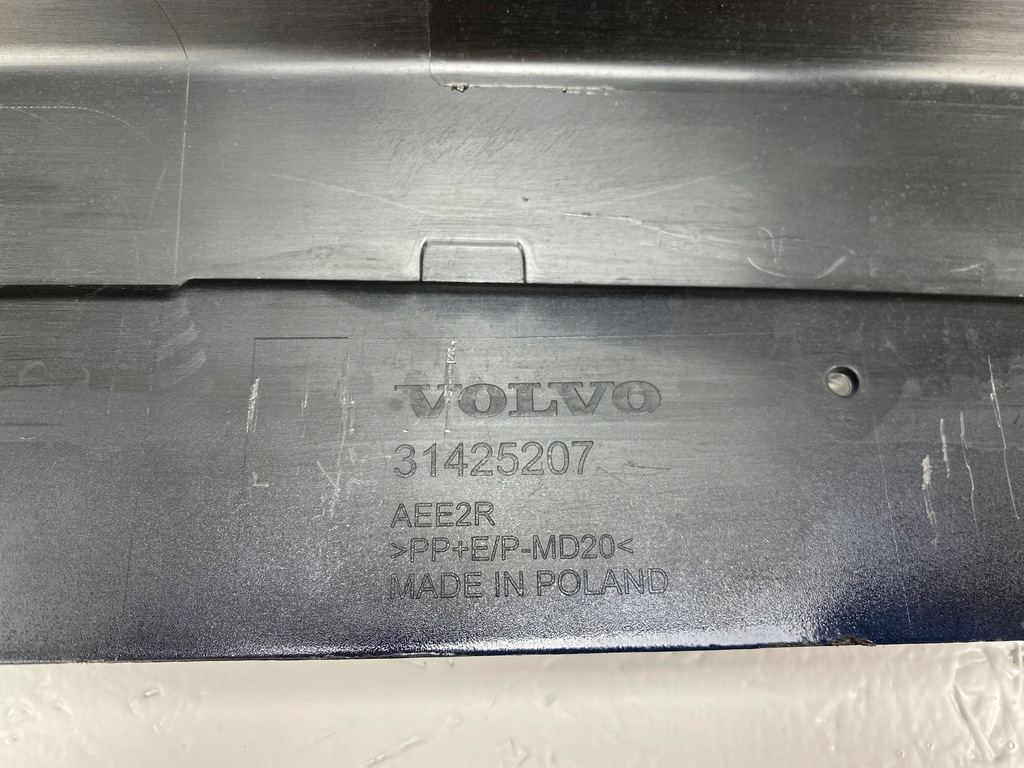 VOLVO
31425207
AEE2R
>PP+E/P-MD20<
MADE IN POLAND